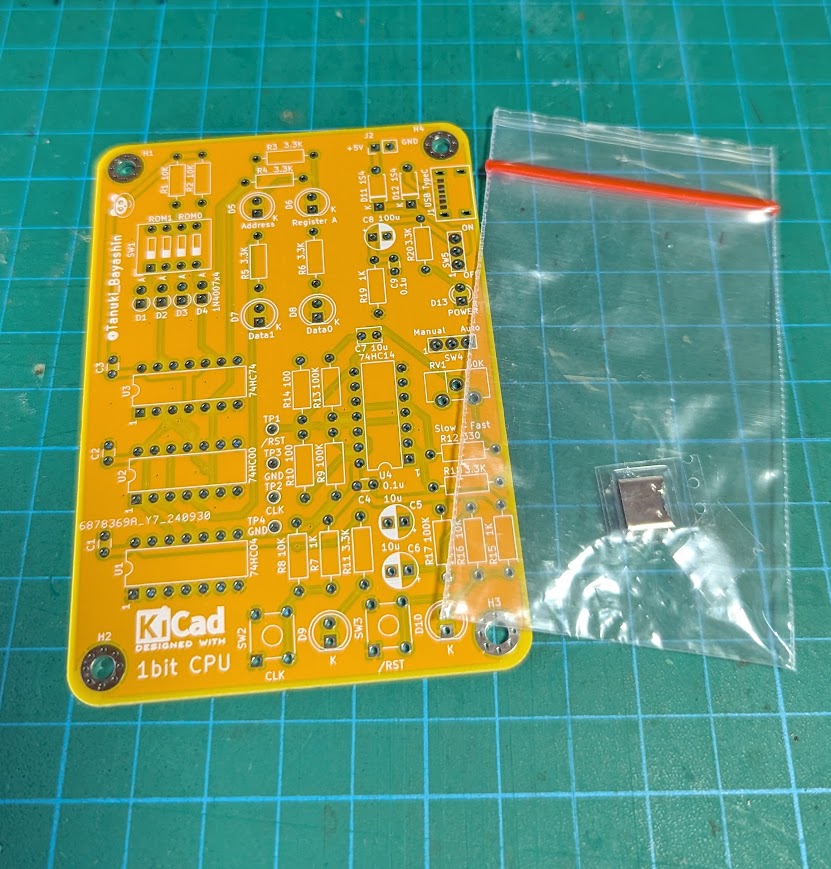 H1
R1 10K
R2 10K
R3 3.3K
R4 3.3K
J2
+5V
GND
H4
D5
Address
K
D6
Register A
K
D11 1S4
D12 1S4
K
K
J1
USB TypeC
ROM1 ROM0
SW1
C8 100u
R20 3.3K
ON
SW5
OFF
R5 3.3K
R6 3.3K
R19 1K
C9
0.1u
A
A
A
A
D1
D2
D3
D4
1N4007x4
©Tanuki_Bayashin
D7
Data1
K
D8
Data0
K
D13
POWER
C7 10u
74HC14
Manual
Auto
1
SW4
C3
U3
74HC74
1
R14 100
R13 100K
RV1
50K
TP1
/RST
Slow - Fast
R12 330
C2
U2
74HC00
1
TP3
GND
TP2
CLK
R10 100
R9 100K
U4
1
0.1u
C4
R18 3.3K
6878369A_Y7_240930
TP4
GND
10u
C5
C1
U1
74HC04
1
R8 10K
R7 1K
R11 3.3K
10u
C6
R17 100K
R16 10K
R15 1K
KiCad
DESIGNED WITH
H2
1bit CPU
SW2
CLK
D9
K
SW3
/RST
D10
K
H3